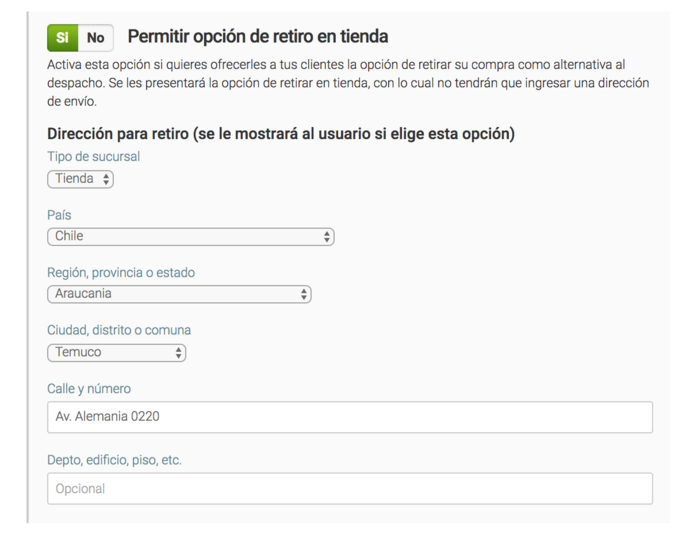 Sí No Permitir opción de retiro en tienda
Activa esta opción si quieres ofrecerles a tus clientes la opción de retirar su compra como alternativa al
despacho. Se les presentará la opción de retirar en tienda, con lo cual no tendrán que ingresar una dirección
de envío.
Dirección para retiro (se le mostrará al usuario si elige esta opción)
Tipo de sucursal
Tienda
País
Chile
Región, provincia o estado
Araucania
Ciudad, distrito o comuna
Temuco
Calle y número
Av. Alemania 0220
Depto, edificio, piso, etc.
Opcional